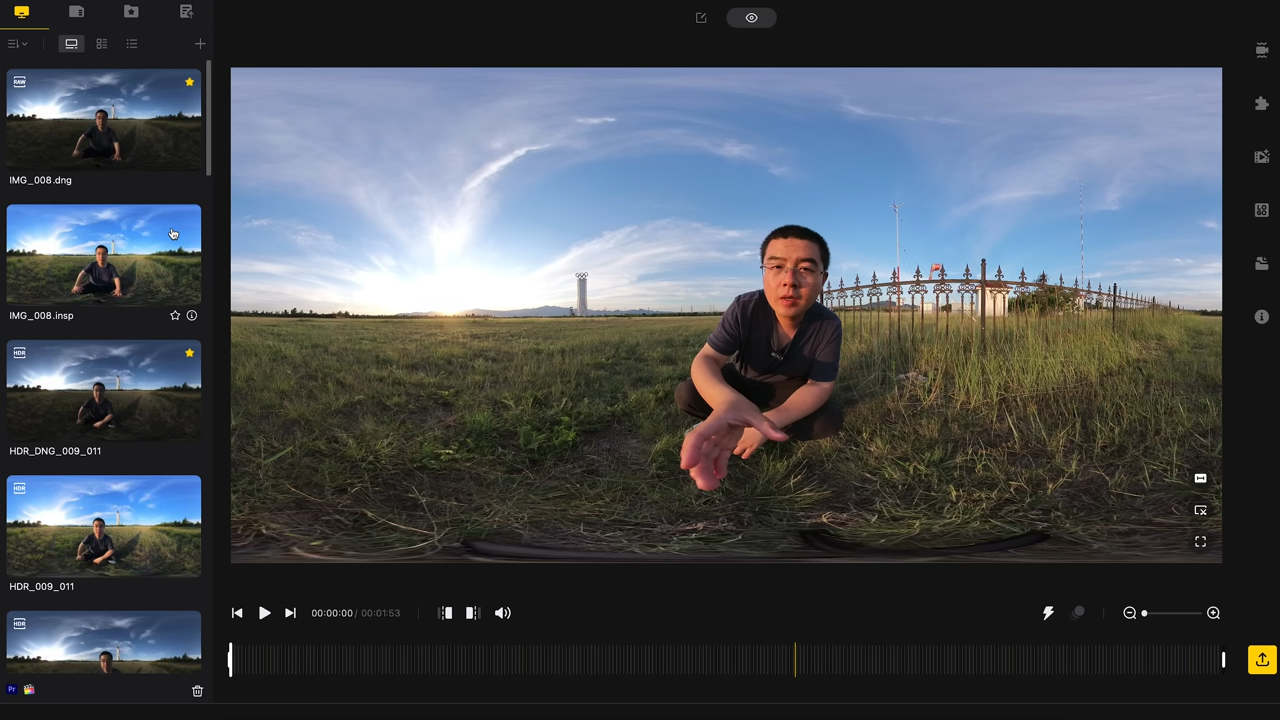 RAW
IMG_008.dng
IMG_008.insp
HDR
HDR_DNG_009_011
HDR
HDR_009_011
HDR
Pr
00:00:00 / 00:01:53